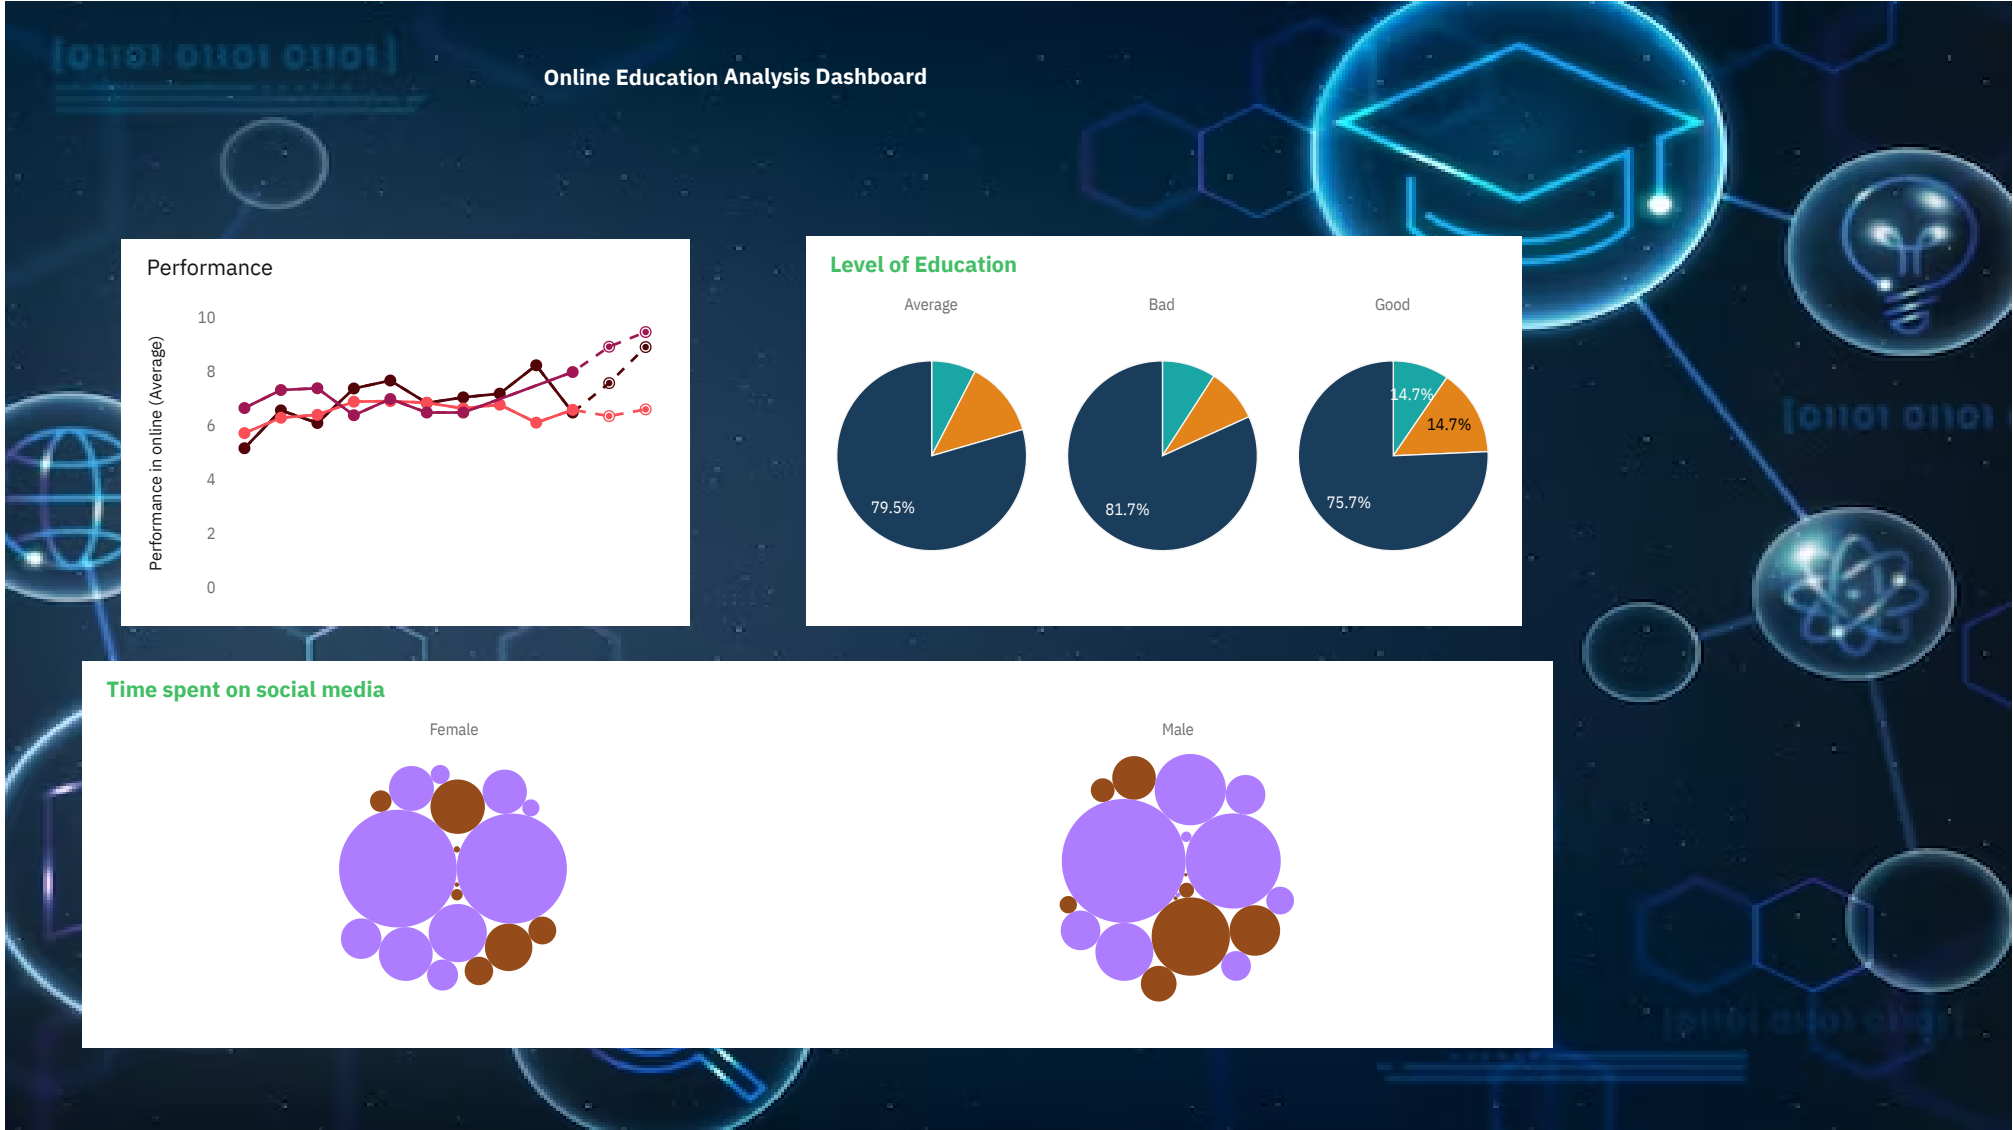 [01101 01101 01101]
Online Education Analysis Dashboard
Performance
Performance in online (Average)
10
8
6
4
2
0
Level of Education
Average
Bad
Good
79.5%
81.7%
14.7%
14.7%
75.7%
[01101 01101
Time spent on social media
Female
Male